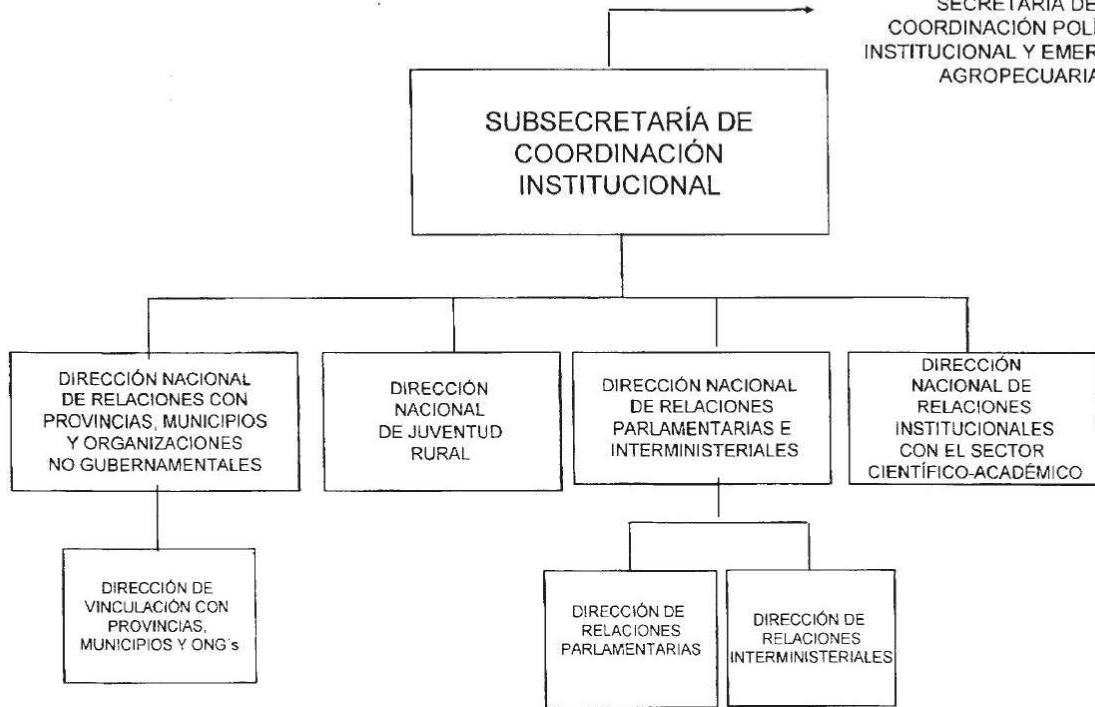 SECRETARÍA DE
COORDINACIÓN
INSTITUCIONAL Y
AGROPECUARIA
SUBSECRETARÍA DE
COORDINACIÓN
INSTITUCIONAL
DIRECCIÓN NACIONAL
DE RELACIONES CON
PROVINCIAS, MUNICIPIOS
Y ORGANIZACIONES
NO GUBERNAMENTALES
DIRECCIÓN
NACIONAL
DE JUVENTUD
RURAL
DIRECCIÓN NACIONAL
DE RELACIONES
PARLAMENTARIAS E
INTERMINISTERIALES
DIRECCIÓN
NACIONAL DE
RELACIONES
INSTITUCIONALES
CON EL SECTOR
CIENTÍFICO-ACADÉMICO
DIRECCIÓN DE
VINCULACIÓN CON
PROVINCIAS,
MUNICIPIOS Y ONG´s
DIRECCIÓN DE
RELACIONES
PARLAMENTARIAS
DIRECCIÓN DE
RELACIONES
INTERMINISTERIALES